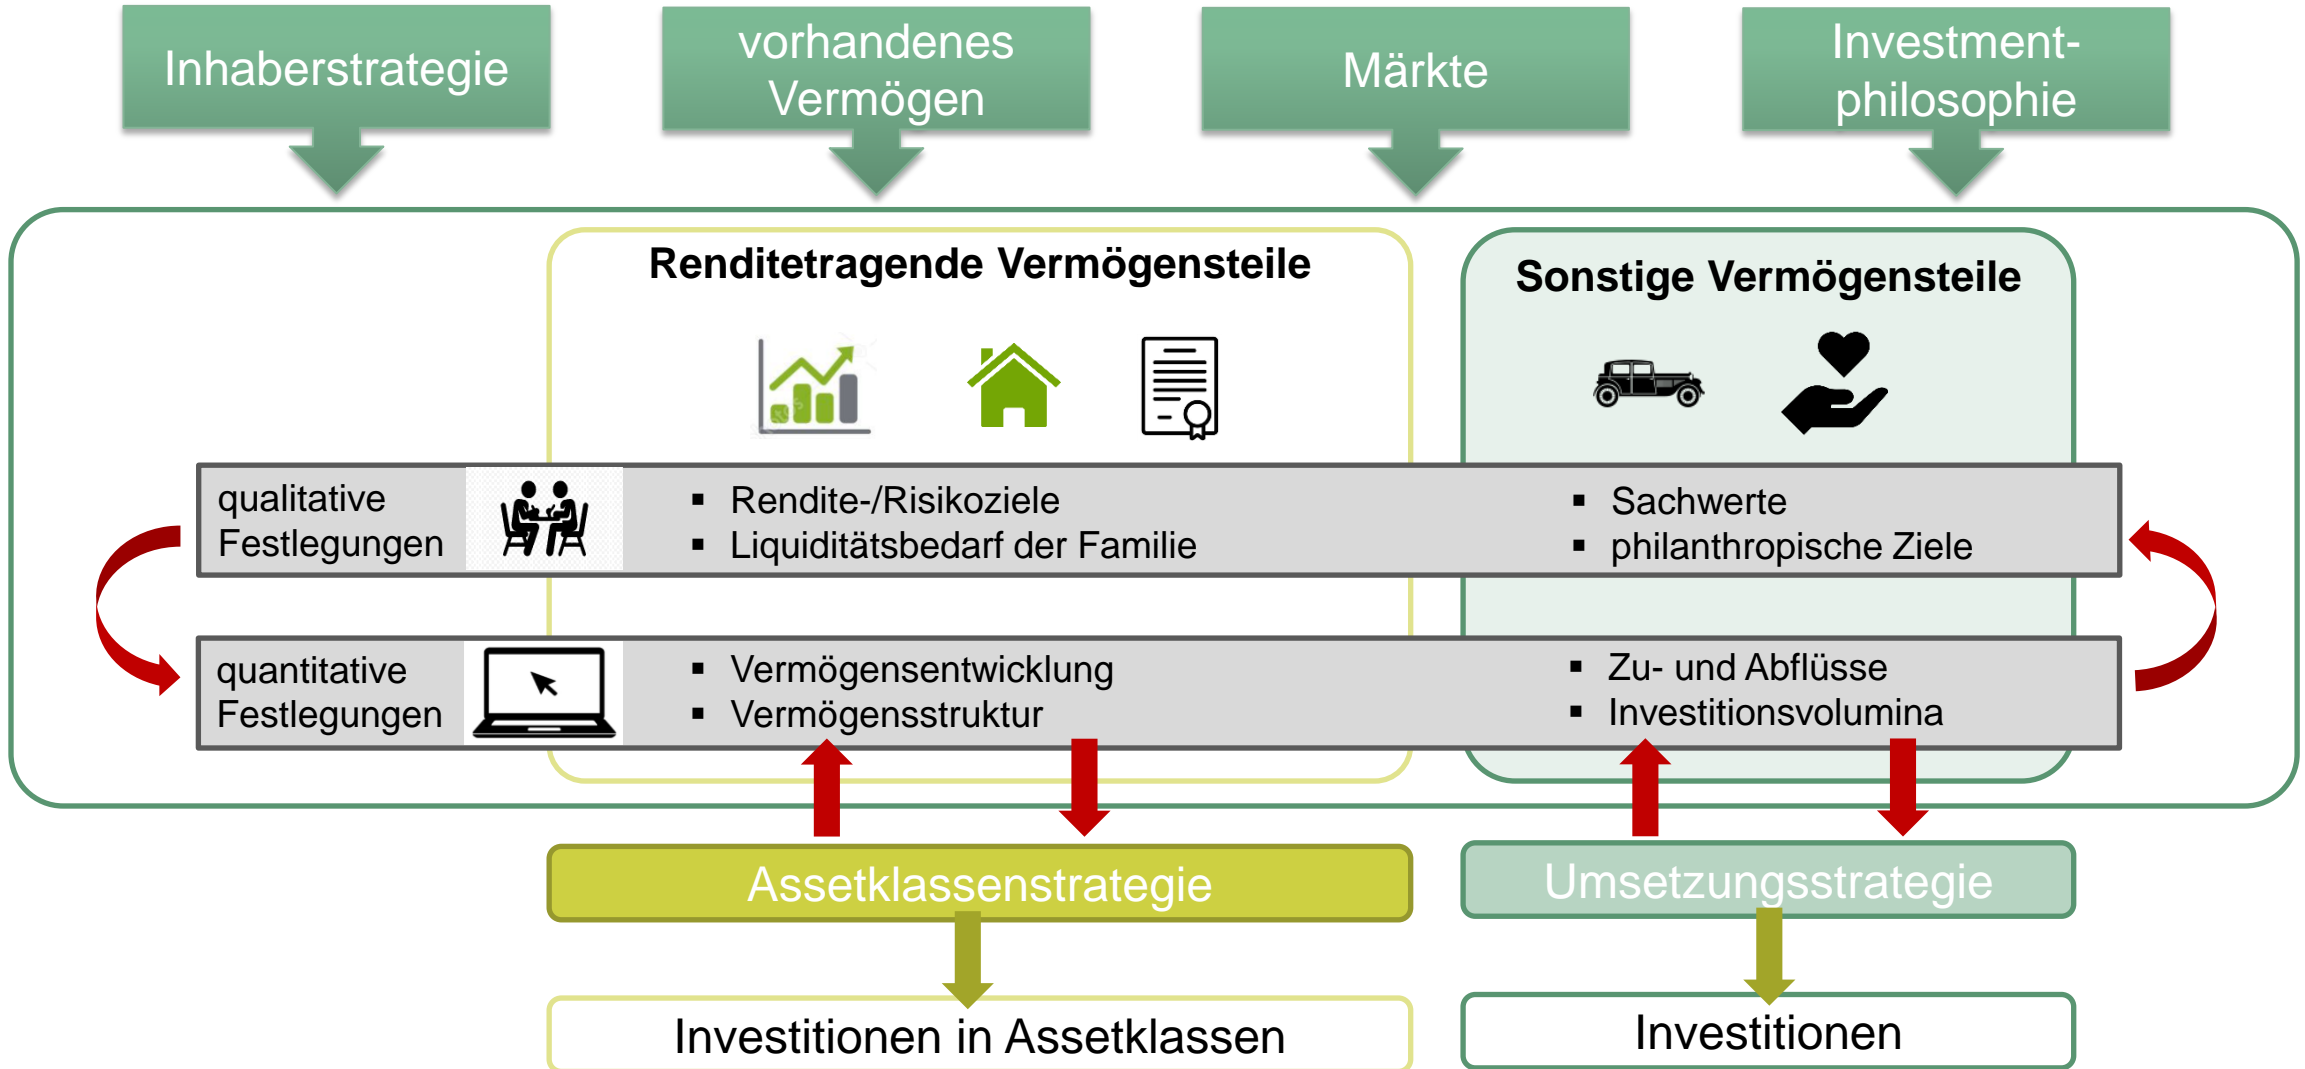 Inhaberstrategie
vorhandenes
Vermögen
Märkte
Investment-
philosophie
Renditetragende Vermögensteile
Sonstige Vermögensteile
qualitative
Festlegungen
▪ Rendite-/Risikoziele
▪ Liquiditätsbedarf der Familie
▪ Sachwerte
▪ philanthropische Ziele
quantitative
Festlegungen
▪ Vermögensentwicklung
▪ Vermögensstruktur
▪ Zu- und Abflüsse
▪ Investitionsvolumina
Assetklassenstrategie
Umsetzungsstrategie
Investitionen in Assetklassen
Investitionen